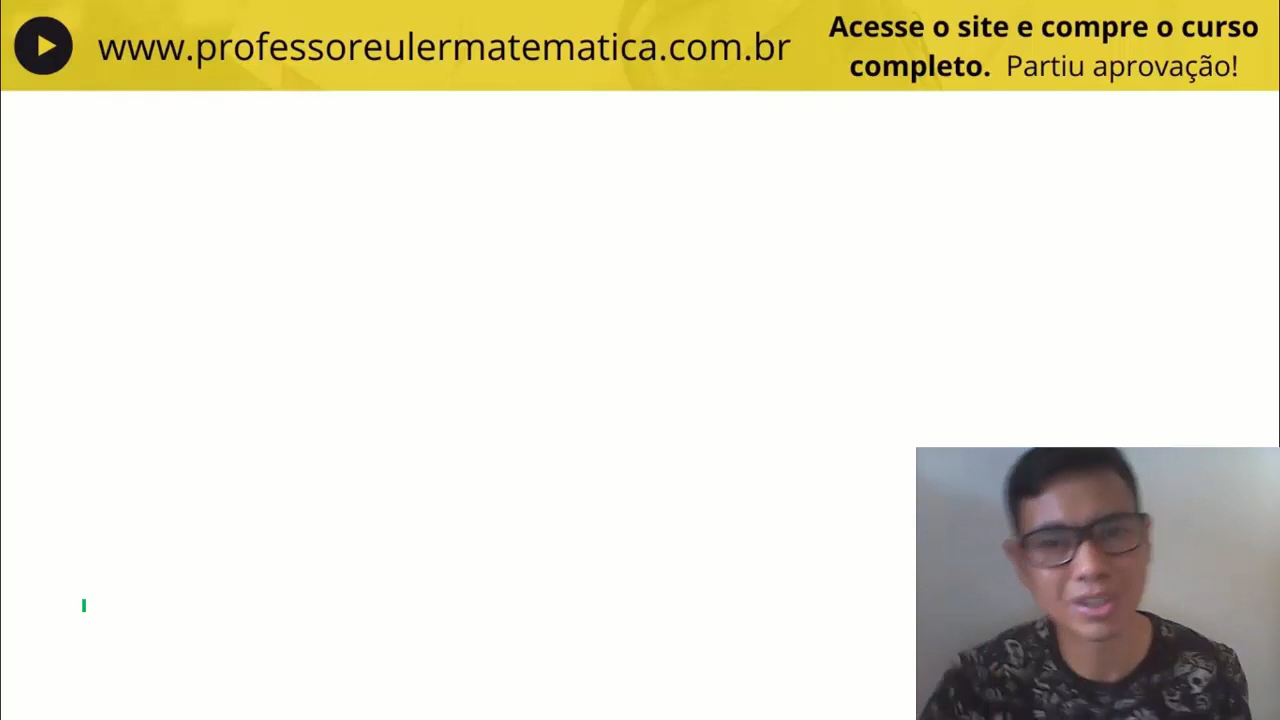 www.professoreulermatematica.com.br
Acesse o site e compre o curso
completo. Partiu aprovação!